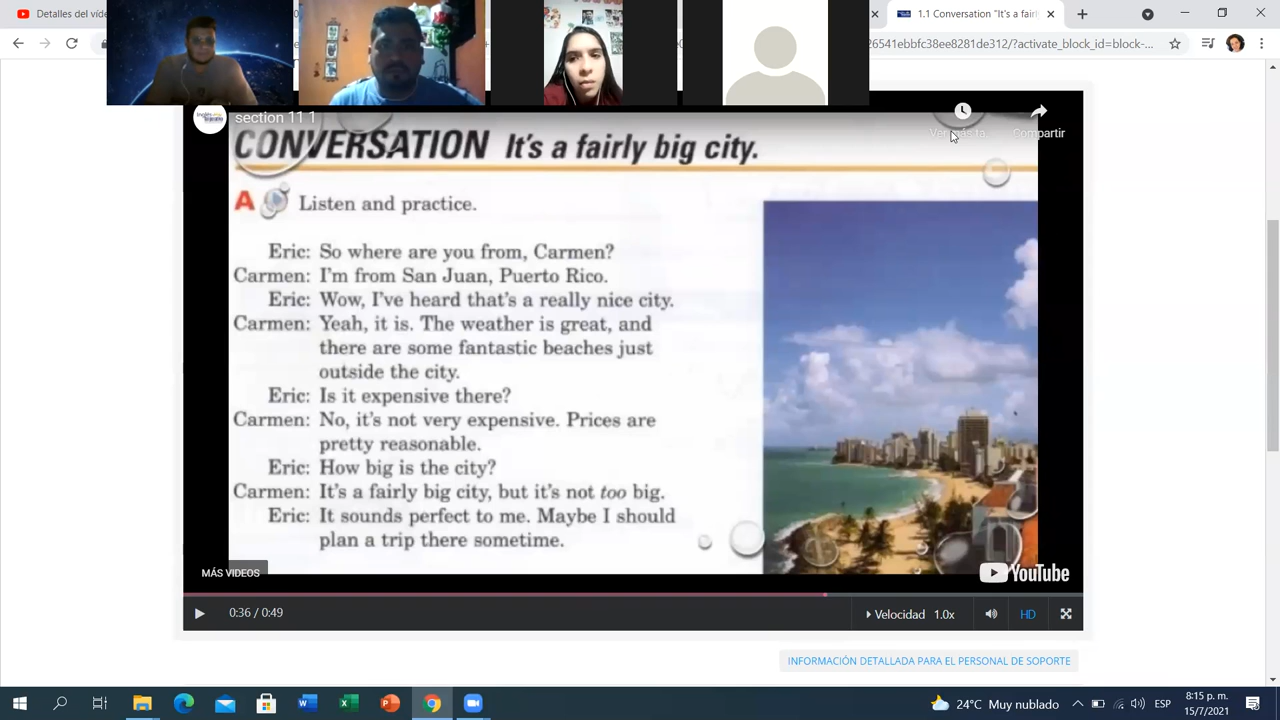 Detalles del víde
1.1 Conversation "It's a fairl
26541ebbfc38ee8281de312/?activate_block_id=block-...
section 11 1
Compartir
CONVERSATION It's a fairly big city.
A Listen and practice.
Eric: So where are you from, Carmen?
Carmen: I'm from San Juan, Puerto Rico.
Eric: Wow, I've heard that's a really nice city.
Carmen: Yeah, it is. The weather is great, and
there are some fantastic beaches just
outside the city.
Eric: Is it expensive there?
Carmen: No, it's not very expensive. Prices are
pretty reasonable.
Eric: How big is the city?
Carmen: It's a fairly big city, but it's not too big.
Eric: It sounds perfect to me. Maybe I should
plan a trip there sometime.
MÁS VIDEOS
YouTube
0:36 / 0:49
Velocidad 1.0x
HD
INFORMACIÓN DETALLADA PARA EL PERSONAL DE SOPORTE
24°C Muy nublado
ESP
8:15 p. m.
15/7/2021